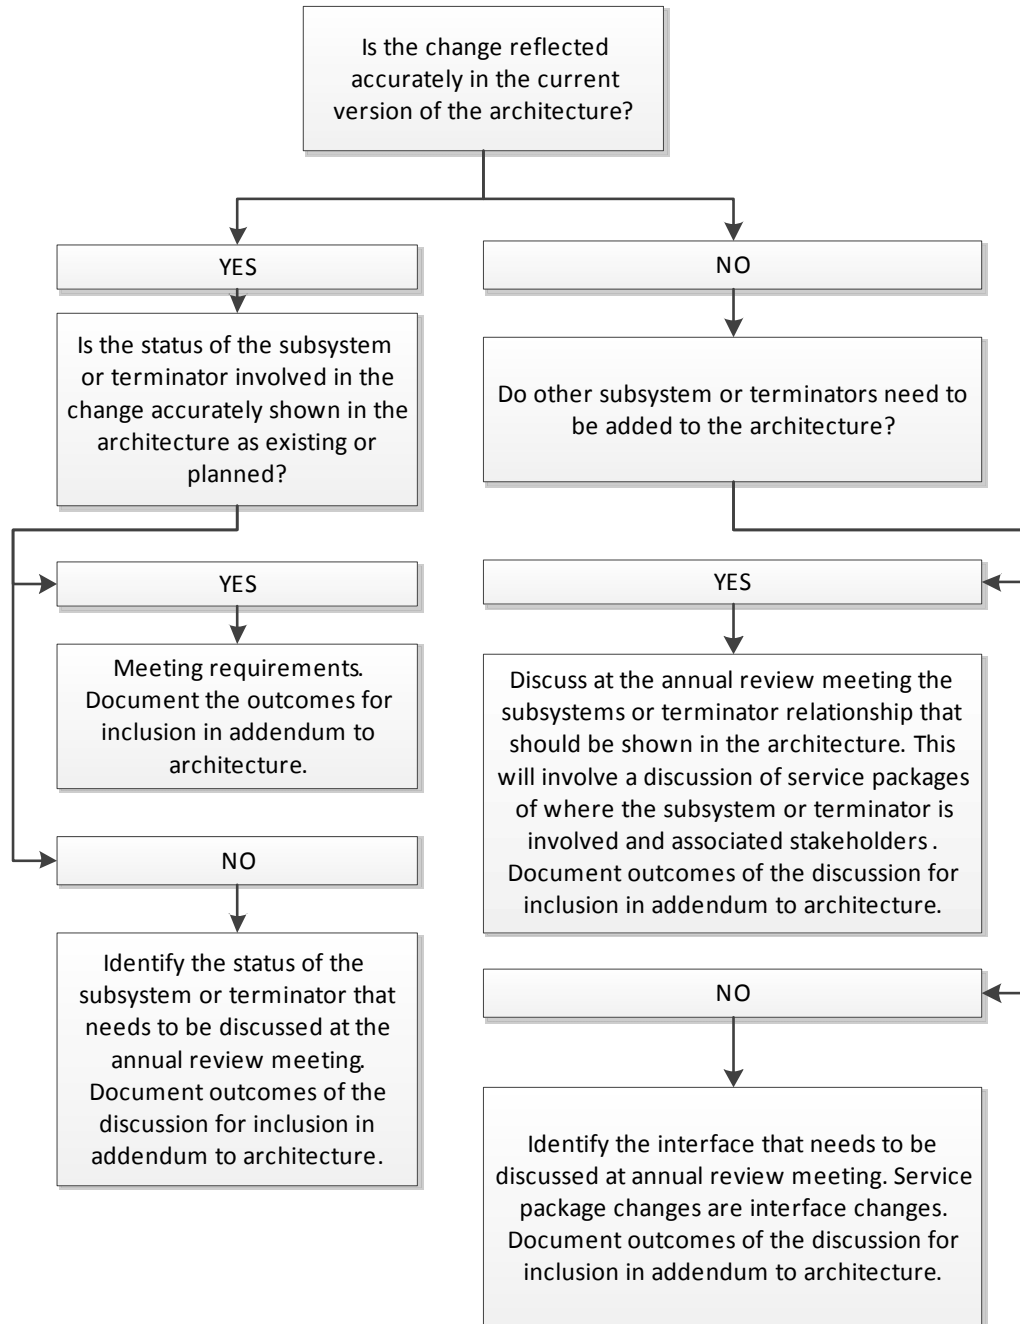 Is the change reflected
accurately in the current
version of the architecture?
YES
Is the status of the subsystem
or terminator involved in the
change accurately shown in the
architecture as existing or
planned?
YES
Meeting requirements.
Document the outcomes for
inclusion in addendum to
architecture.
NO
Identify the status of the
subsystem or terminator that
needs to be discussed at the
annual review meeting.
Document outcomes of the
discussion for inclusion in
addendum to architecture.
NO
Do other subsystem or terminators need to
be added to the architecture?
YES
Discuss at the annual review meeting the
subsystems or terminator relationship that
should be shown in the architecture. This
will involve a discussion of service packages
of where the subsystem or terminator is
involved and associated stakeholders .
Document outcomes of the discussion for
inclusion in addendum to architecture.
NO
Identify the interface that needs to be
discussed at annual review meeting. Service
package changes are interface changes.
Document outcomes of the discussion for
inclusion in addendum to architecture.